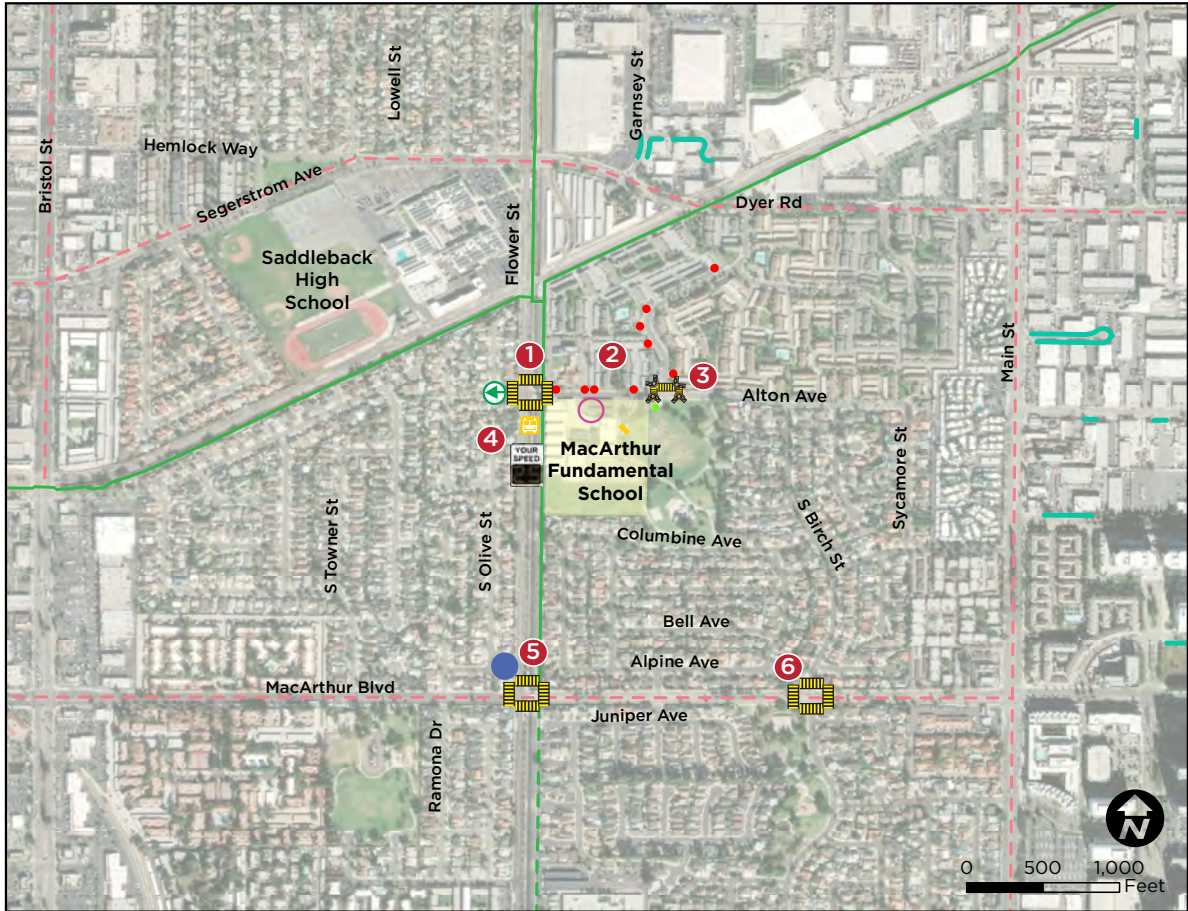 Lowell St
Garnsey St
Hemlock Way
Bristol St
Segerstrom Ave
Dyer Rd
Flower St
Saddleback
High
School
1
2
3
Main St
Alton Ave
4
YOUR
SPEED
MacArthur
Fundamental
School
Sycamore St
S Towner St
S Olive St
Columbine Ave
S Birch St
Bell Ave
5
Alpine Ave
6
MacArthur Blvd
Juniper Ave
Ramona Dr
N
0 500 1,000
Feet